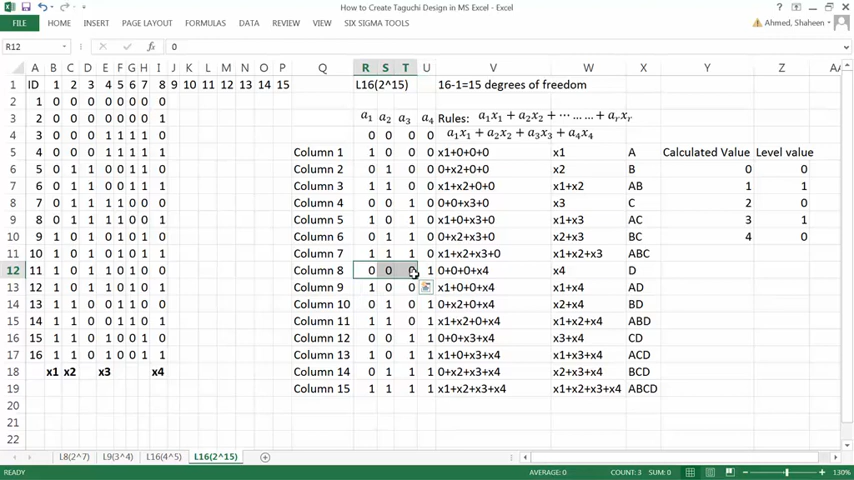 How to Create Taguchi Design in MS Excel - Excel
FILE HOME INSERT PAGE LAYOUT FORMULAS DATA REVIEW VIEW SIX SIGMA TOOLS Ahmed, Shaheen
R12 fx 0
A B C D E F G H I J K L M N O P Q R S T U V W X Y Z AA
1 ID 1 2 3 4 5 6 7 8 9 10 11 12 13 14 15 L16(2^15) 16-1=15 degrees of freedom
2 1 0 0 0 0 0 0 0 0
3 2 0 0 0 0 0 0 0 1 a₁ a₂ a₃ a₄ Rules: a₁x₁ + a₂x₂ + ⋯ … … + aᵣxᵣ
4 3 0 0 0 1 1 1 1 0 0 0 0 0 a₁x₁ + a₂x₂ + a₃x₃ + a₄x₄
5 4 0 0 0 1 1 1 1 1 Column 1 1 0 0 0 x1+0+0+0 x1 A Calculated Value Level value
6 5 0 1 1 0 0 1 1 0 Column 2 0 1 0 0 0+x2+0+0 x2 B 0 0
7 6 0 1 1 0 0 1 1 1 Column 3 1 1 0 0 x1+x2+0+0 x1+x2 AB 1 1
8 7 0 1 1 1 1 0 0 0 Column 4 0 0 1 0 0+0+x3+0 x3 C 2 0
9 8 0 1 1 1 1 0 0 1 Column 5 1 0 1 0 x1+0+x3+0 x1+x3 AC 3 1
10 9 1 0 1 0 1 0 1 0 Column 6 0 1 1 0 0+x2+x3+0 x2+x3 BC 4 0
11 10 1 0 1 0 1 0 1 1 Column 7 1 1 1 0 x1+x2+x3+0 x1+x2+x3 ABC
12 11 1 0 1 1 0 1 0 0 Column 8 0 0 0 1 0+0+0+x4 x4 D
13 12 1 0 1 1 0 1 0 1 Column 9 1 0 0 x1+0+0+x4 x1+x4 AD
14 13 1 1 0 0 1 1 0 0 Column 10 0 1 0 1 0+x2+0+x4 x2+x4 BD
15 14 1 1 0 0 1 1 0 1 Column 11 1 1 0 1 x1+x2+0+x4 x1+x2+x4 ABD
16 15 1 1 0 1 0 0 1 0 Column 12 0 0 1 1 0+0+x3+x4 x3+x4 CD
17 16 1 1 0 1 0 0 1 1 Column 13 1 0 1 1 x1+0+x3+x4 x1+x3+x4 ACD
18 x1 x2 x3 x4 Column 14 0 1 1 1 0+x2+x3+x4 x2+x3+x4 BCD
19 Column 15 1 1 1 1 x1+x2+x3+x4 x1+x2+x3+x4 ABCD
20
21
22
L8(2^7) L9(3^4) L16(4^5) L16(2^15)
READY AVERAGE: 0 COUNT: 3 SUM: 0 130%